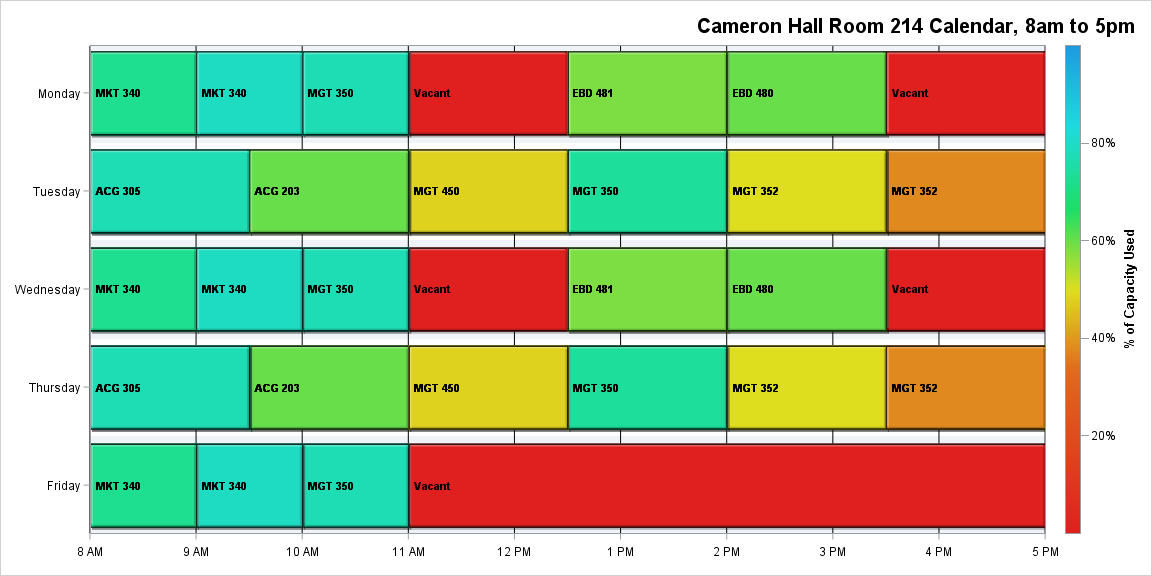 Cameron Hall Room 214 Calendar, 8am to 5pm
Monday
MKT 340
MKT 340
MGT 350
Vacant
EBD 481
EBD 480
Vacant
Tuesday
ACG 305
ACG 203
MGT 450
MGT 350
MGT 352
MGT 352
Wednesday
MKT 340
MKT 340
MGT 350
Vacant
EBD 481
EBD 480
Vacant
Thursday
ACG 305
ACG 203
MGT 450
MGT 350
MGT 352
MGT 352
Friday
MKT 340
MKT 340
MGT 350
Vacant
8 AM
9 AM
10 AM
11 AM
12 PM
1 PM
2 PM
3 PM
4 PM
5 PM
80%
60%
40%
20%
% of Capacity Used